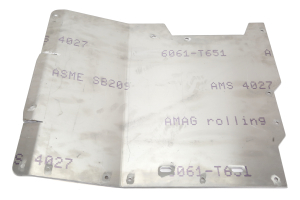 S 4027
6061-T651
A
ASME SB209
AMS 4027
AMAG rolling
S 4027
6061-T651